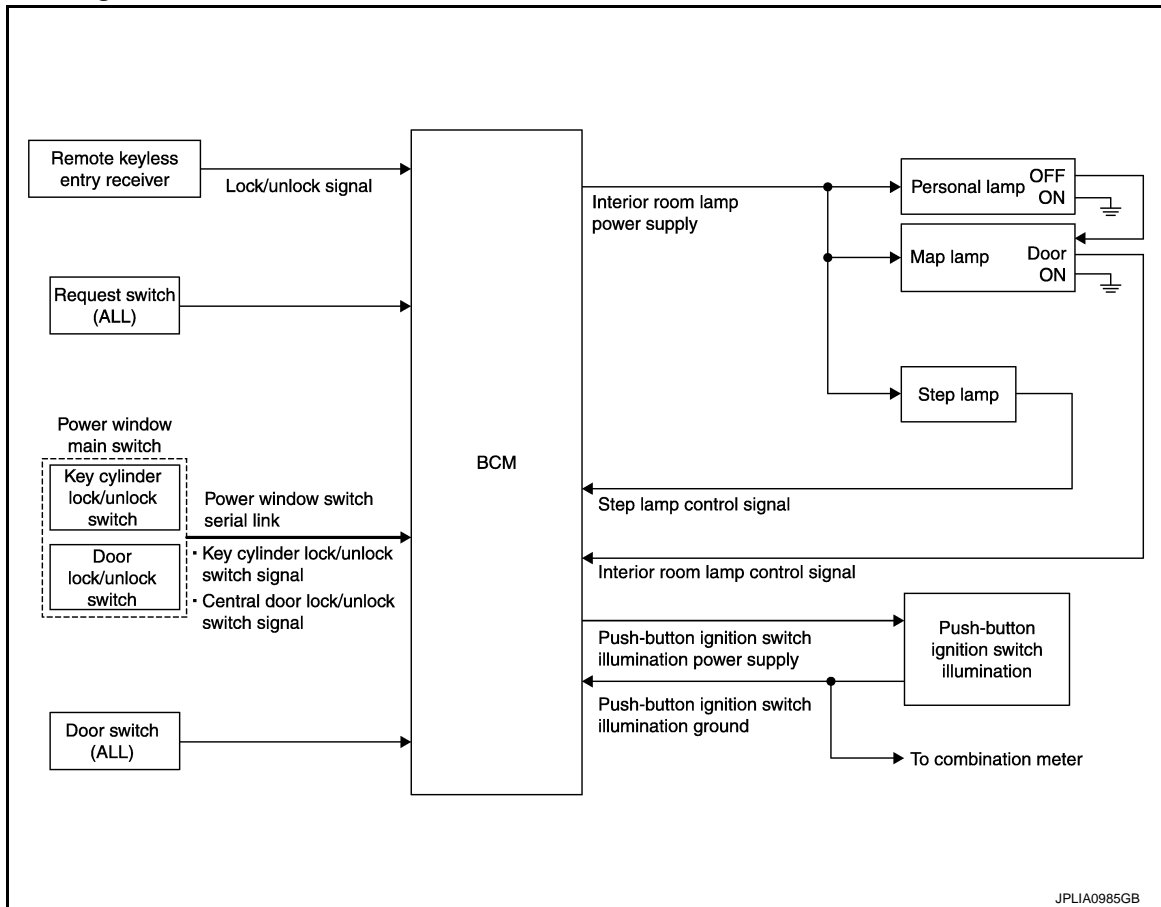 Remote keyless
entry receiver
Lock/unlock signal
Request switch
(ALL)
Power window
main switch
Key cylinder
lock/unlock
switch
Door
lock/unlock
switch
Power window switch
serial link
· Key cylinder lock/unlock
switch signal
· Central door lock/unlock
switch signal
Door switch
(ALL)
BCM
Interior room lamp
power supply
Personal lamp
OFF
ON
Map lamp
Door
ON
Step lamp
Step lamp control signal
Interior room lamp control signal
Push-button ignition switch
illumination power supply
Push-button
ignition switch
illumination
Push-button ignition switch
illumination ground
To combination meter
JPLIA0985GB